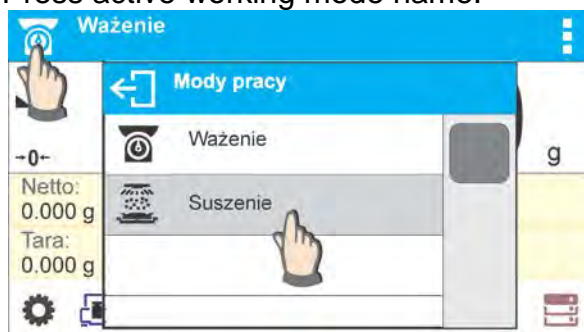 Press active working mode name.
Ważenie
Mody pracy
Ważenie
→0← g
Netto:
0.000 g
Suszenie
Tara:
0.000 g